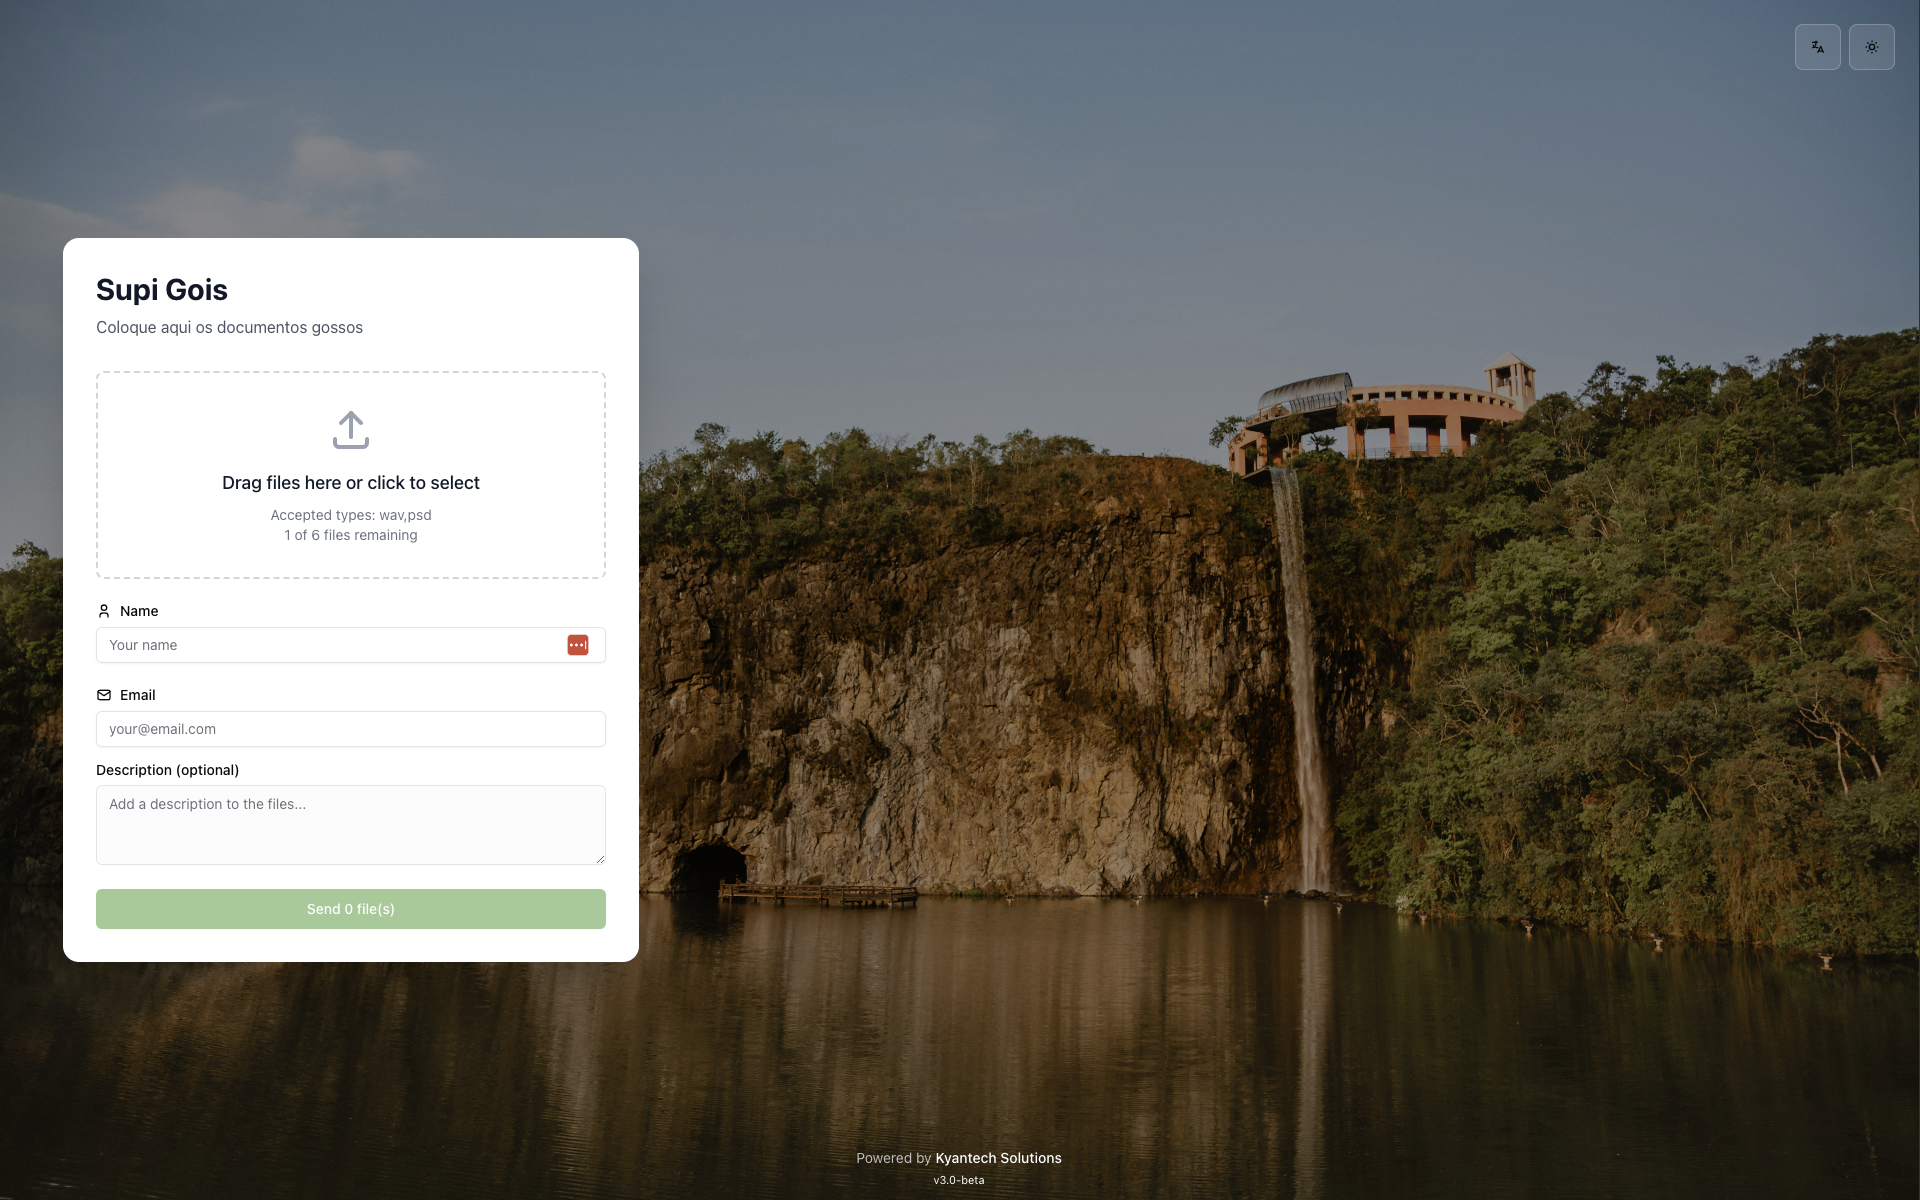 Supi Gois
Coloque aqui os documentos gossos
Drag files here or click to select
Accepted types: wav,psd
1 of 6 files remaining
Name
Your name
Email
your@email.com
Description (optional)
Add a description to the files...
Send 0 file(s)
Powered by Kyantech Solutions
v3.0-beta